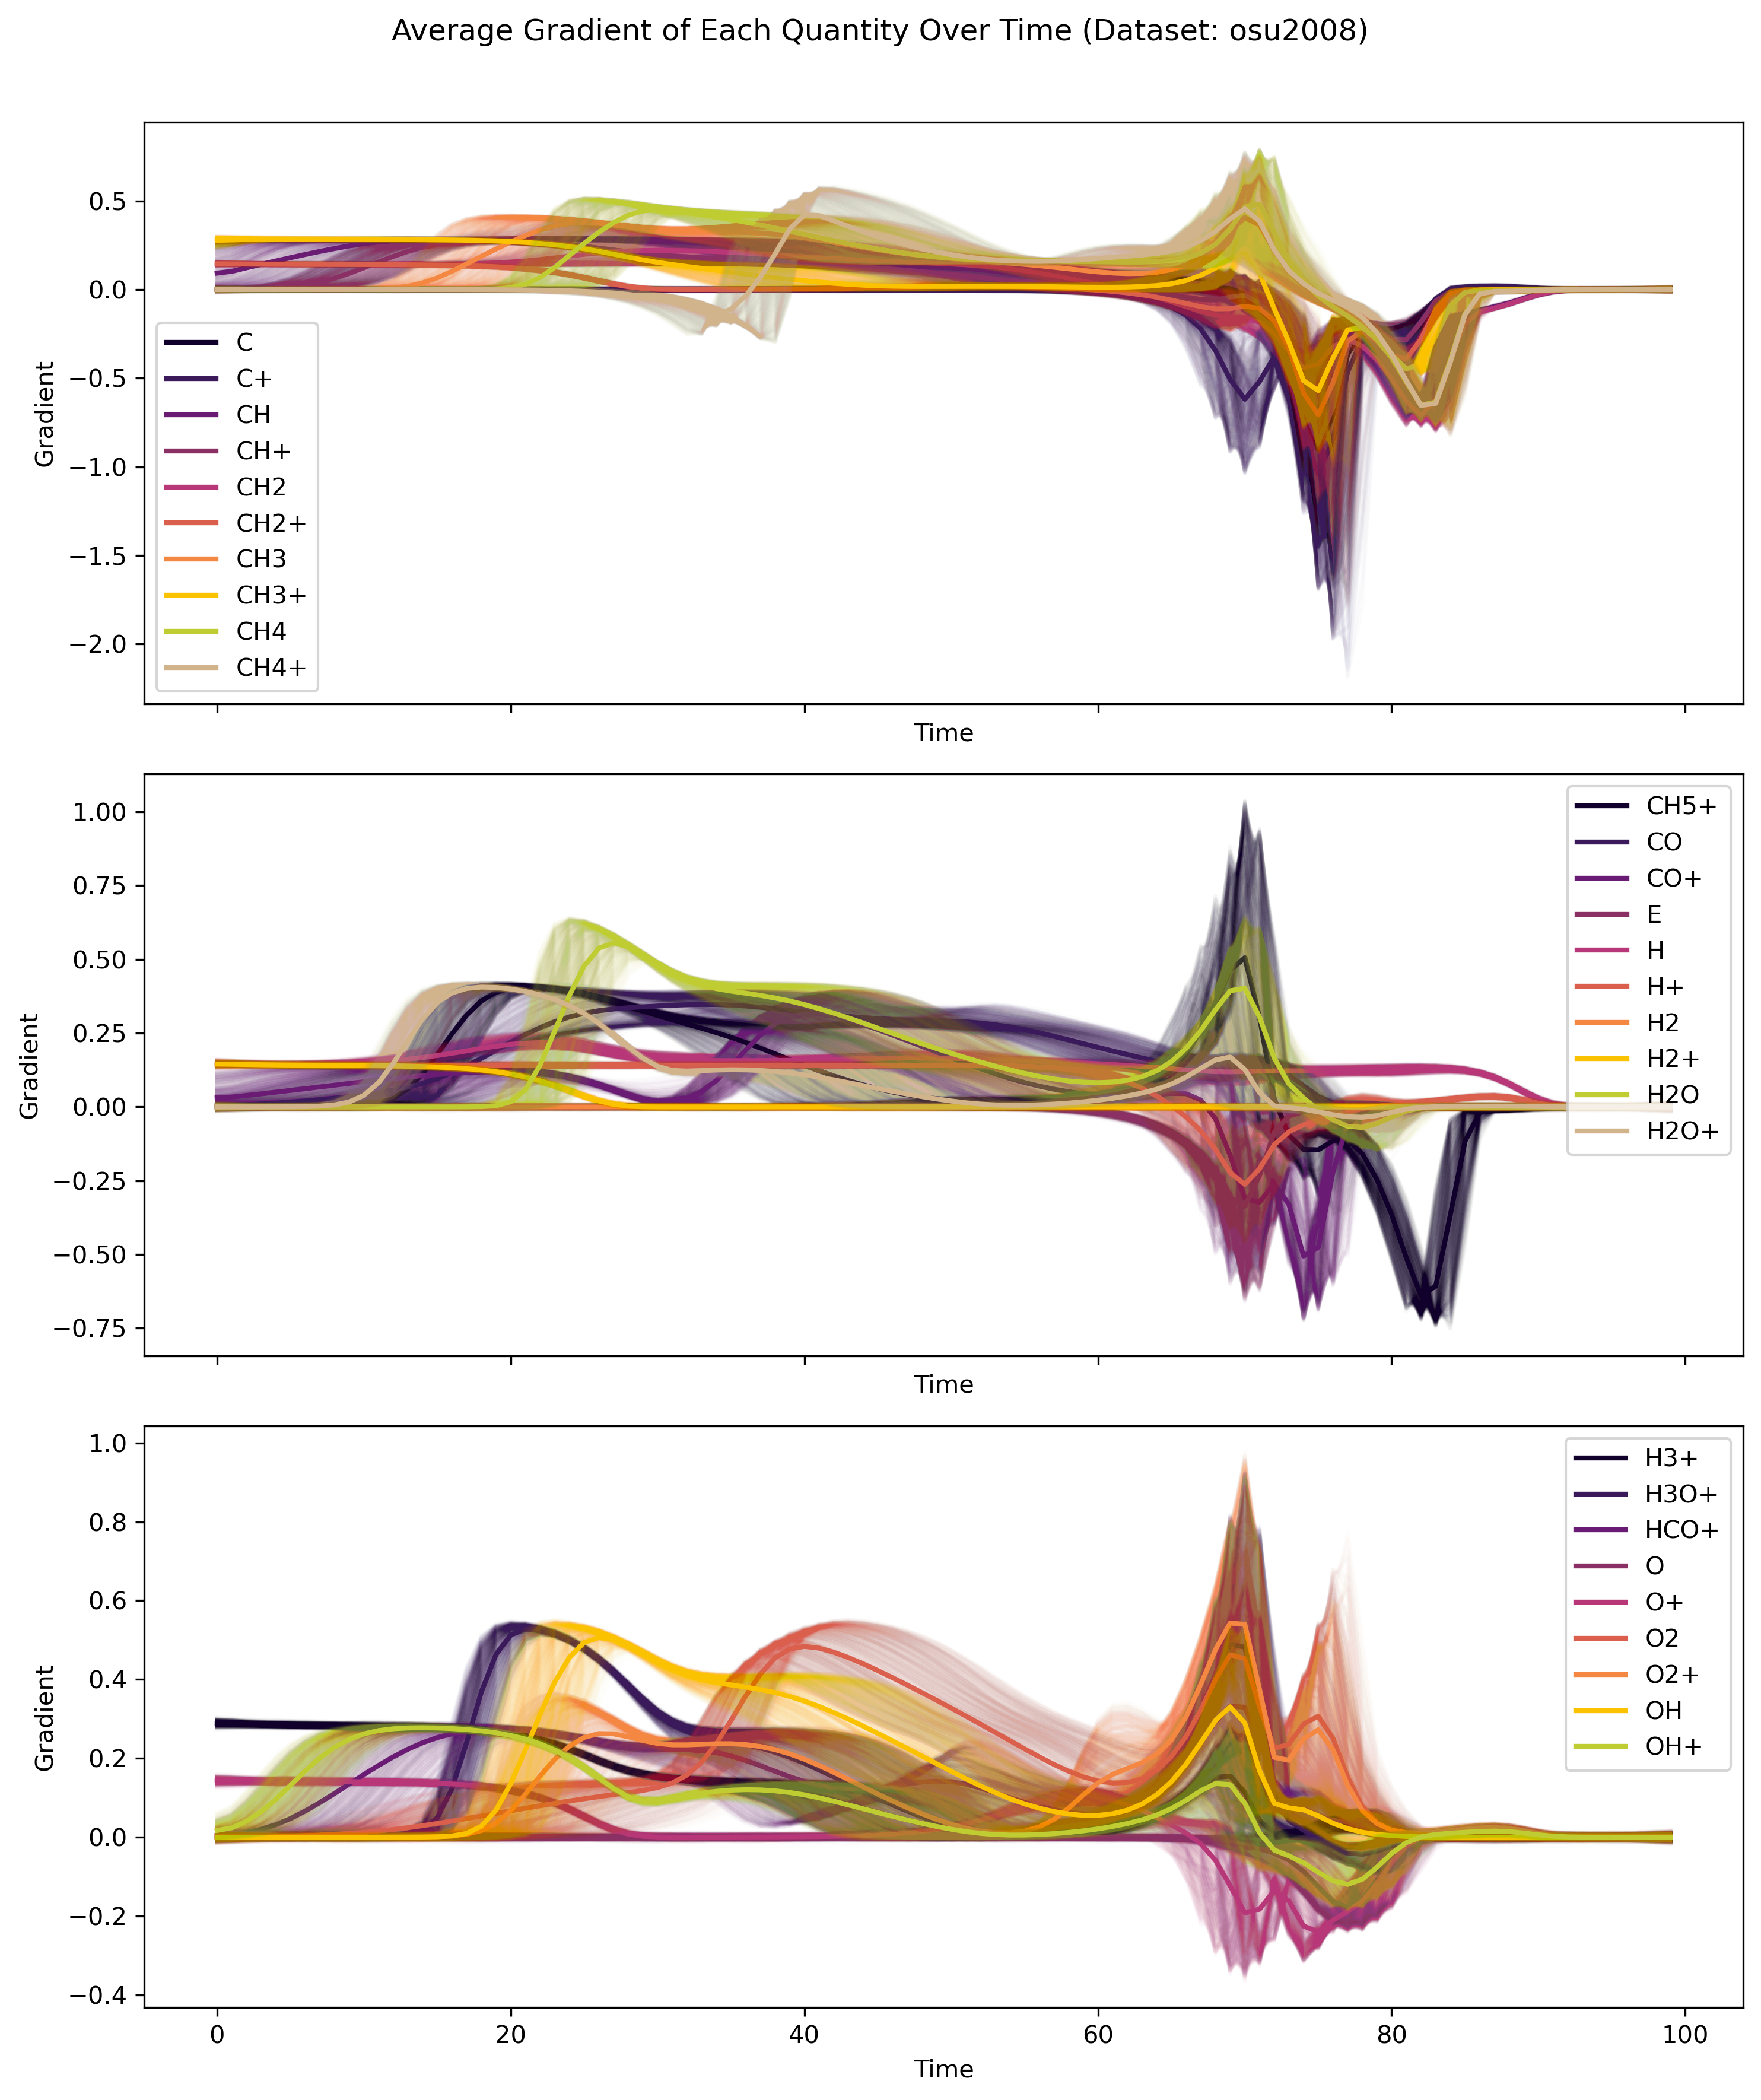 Average Gradient of Each Quantity Over Time (Dataset: osu2008)
Gradient
0.5
0.0
−0.5
−1.0
−1.5
−2.0
C
C+
CH
CH+
CH2
CH2+
CH3
CH3+
CH4
CH4+
Time
Gradient
1.00
0.75
0.50
0.25
0.00
−0.25
−0.50
−0.75
CH5+
CO
CO+
E
H
H+
H2
H2+
H2O
H2O+
Time
Gradient
1.0
0.8
0.6
0.4
0.2
0.0
−0.2
−0.4
H3+
H3O+
HCO+
O
O+
O2
O2+
OH
OH+
0 20 40 60 80 100
Time